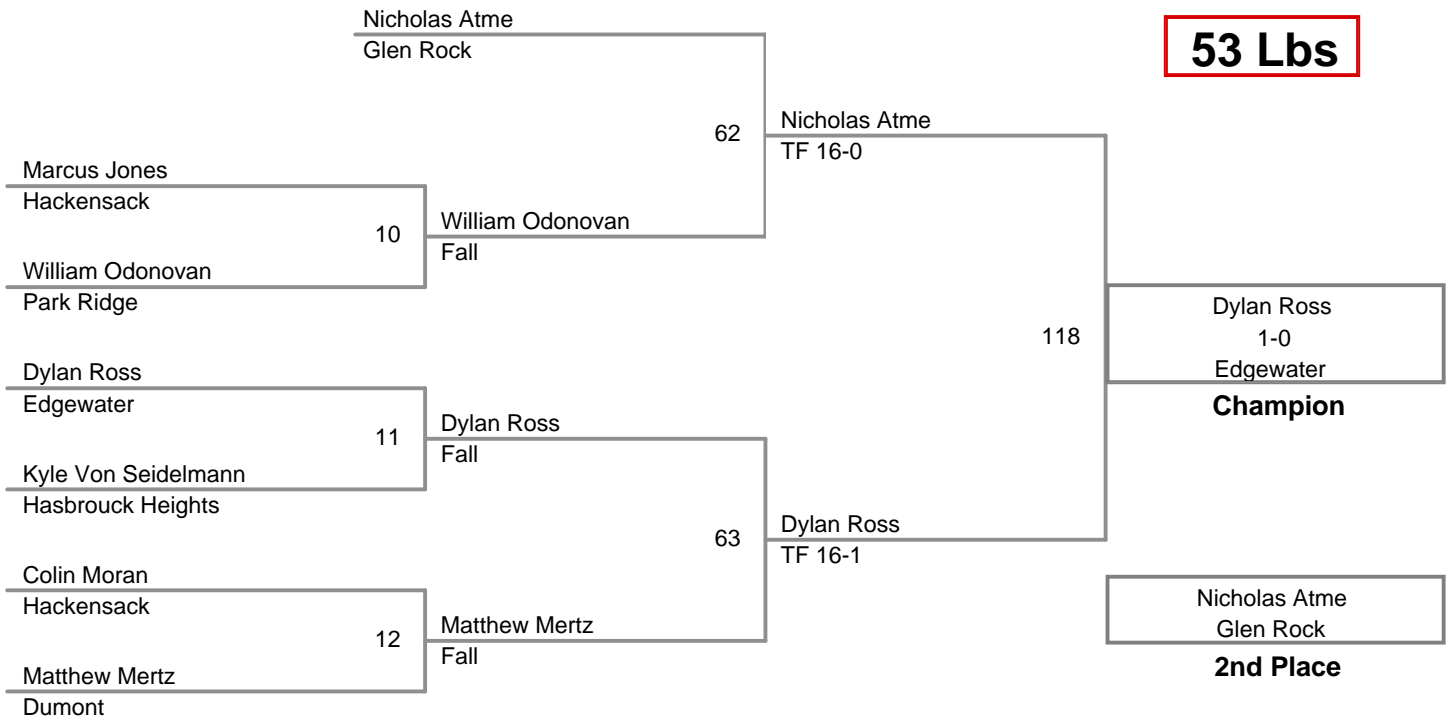 Nicholas Atme
Glen Rock
53 Lbs
62
Nicholas Atme
TF 16-0
Marcus Jones
Hackensack
10
William Odonovan
Fall
William Odonovan
Park Ridge
118
Dylan Ross
1-0
Edgewater
Champion
Dylan Ross
Edgewater
11
Dylan Ross
Fall
Kyle Von Seidelmann
Hasbrouck Heights
63
Dylan Ross
TF 16-1
Colin Moran
Hackensack
12
Matthew Mertz
Fall
Matthew Mertz
Dumont
Nicholas Atme
Glen Rock
2nd Place